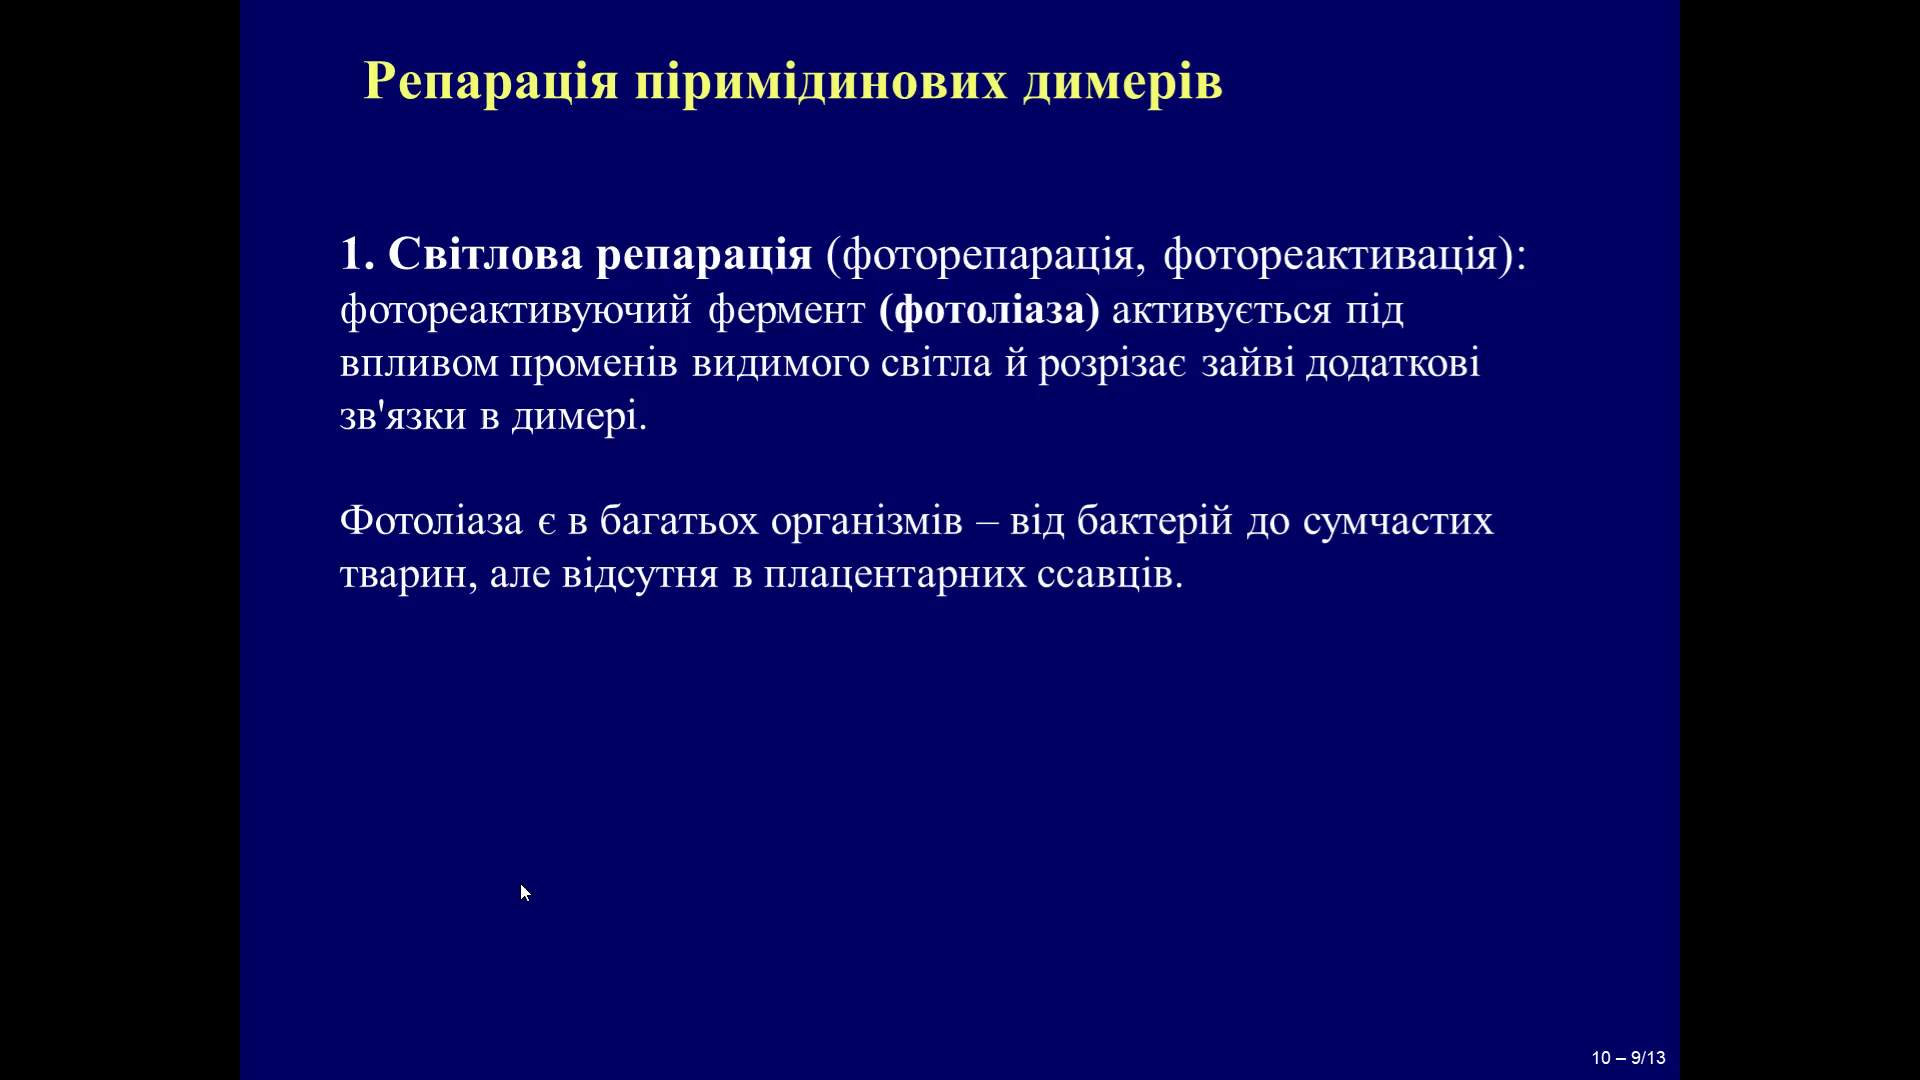 Репарація піримідинових димерів
1. Світлова репарація (фоторепарація, фотореактивація):
фотореактивуючий фермент (фотоліаза) активується під
впливом променів видимого світла й розрізає зайві додаткові
зв'язки в димері.
Фотоліаза є в багатьох організмів – від бактерій до сумчастих
тварин, але відсутня в плацентарних ссавців.
10 – 9/13